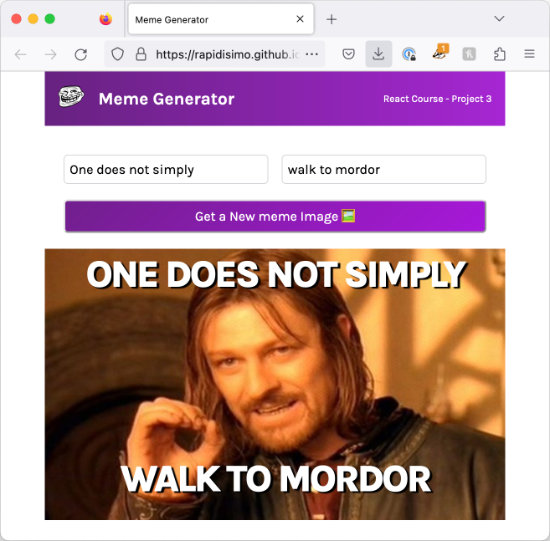 Meme Generator
https://rapidisimo.github.io
Meme Generator
React Course - Project 3
One does not simply
walk to mordor
Get a New meme Image
ONE DOES NOT SIMPLY
WALK TO MORDOR